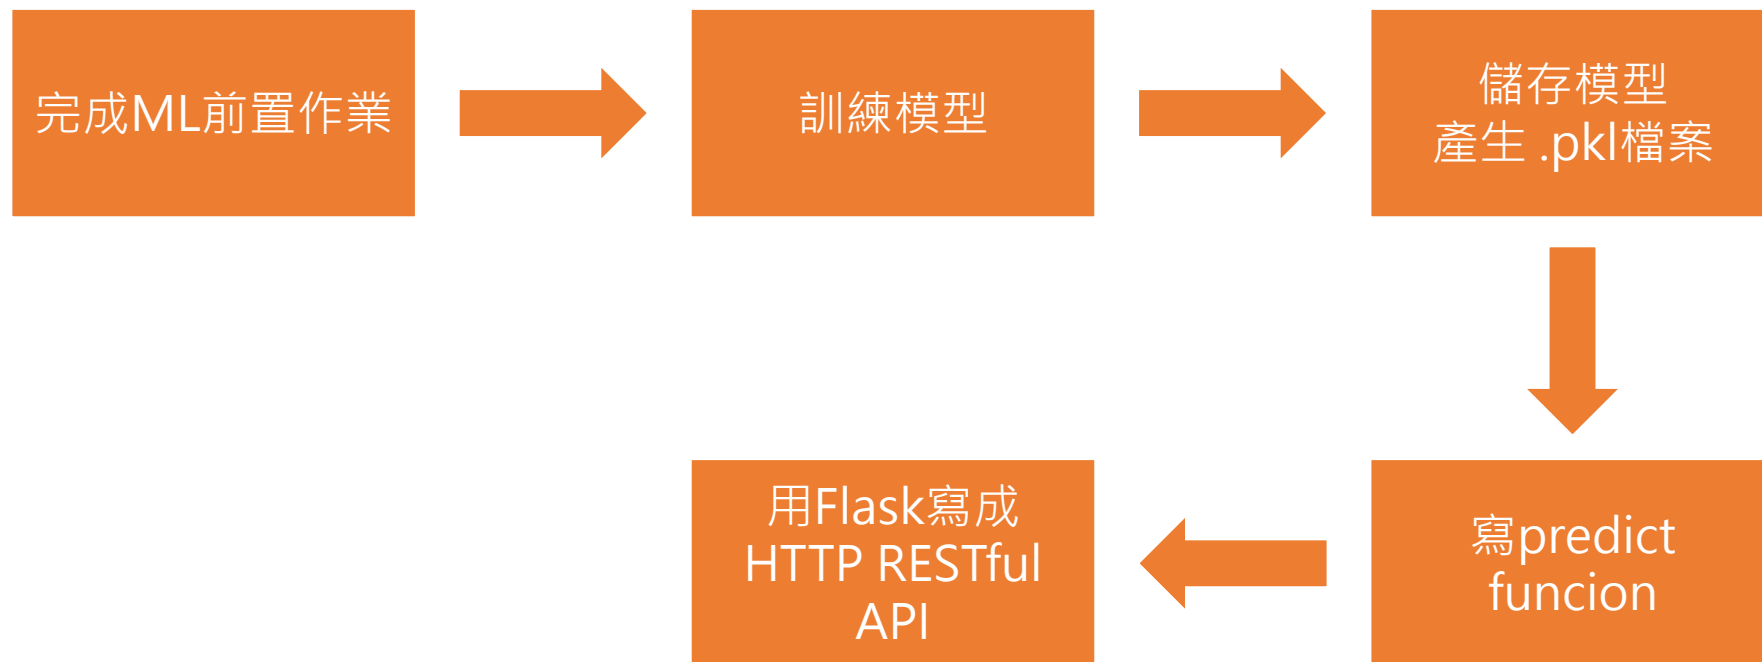 完成ML前置作業
訓練模型
儲存模型
產生 .pkl檔案
寫predict
funcion
用Flask寫成
HTTP RESTful
API